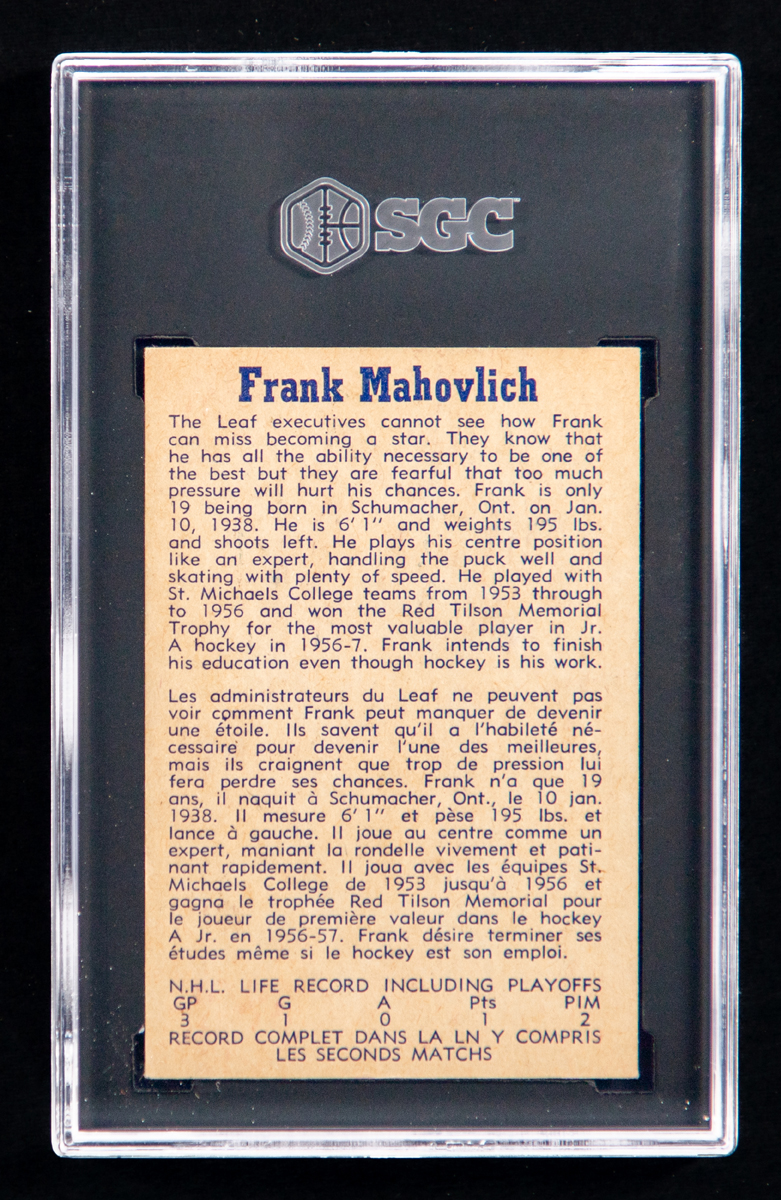 SGC
Frank Mahovlich
The Leaf executives cannot see how Frank
can miss becoming a star. They know that
he has all the ability necessary to be one of
the best but they are fearful that too much
pressure will hurt his chances. Frank is only
19 being born in Schumacher, Ont. on Jan.
10, 1938. He is 6' 1" and weights 195 lbs.
and shoots left. He plays his centre position
like an expert, handling the puck well and
skating with plenty of speed. He played with
St. Michaels College teams from 1953 through
to 1956 and won the Red Tilson Memorial
Trophy for the most valuable player in Jr.
A hockey in 1956-7. Frank intends to finish
his education even though hockey is his work.
Les administrateurs du Leaf ne peuvent pas
voir comment Frank peut manquer de devenir
une étoile. Ils savent qu'il a l'habileté né-
cessaire pour devenir l'une des meilleures,
mais ils craignent que trop de pression lui
fera perdre ses chances. Frank n'a que 19
ans, il naquit à Schumacher, Ont., le 10 jan.
1938. Il mesure 6' 1" et pèse 195 lbs. et
lance à gauche. Il joue au centre comme un
expert, maniant la rondelle vivement et pati-
nant rapidement. Il joua avec les équipes St.
Michaels College de 1953 jusqu'à 1956 et
gagna le trophée Red Tilson Memorial pour
le joueur de première valeur dans le hockey
A Jr. en 1956-57. Frank désire terminer ses
études même si le hockey est son emploi.
N.H.L. LIFE RECORD INCLUDING PLAYOFFS
GP G A Pts PIM
3 1 0 1 2
RECORD COMPLET DANS LA LN Y COMPRIS
LES SECONDS MATCHS